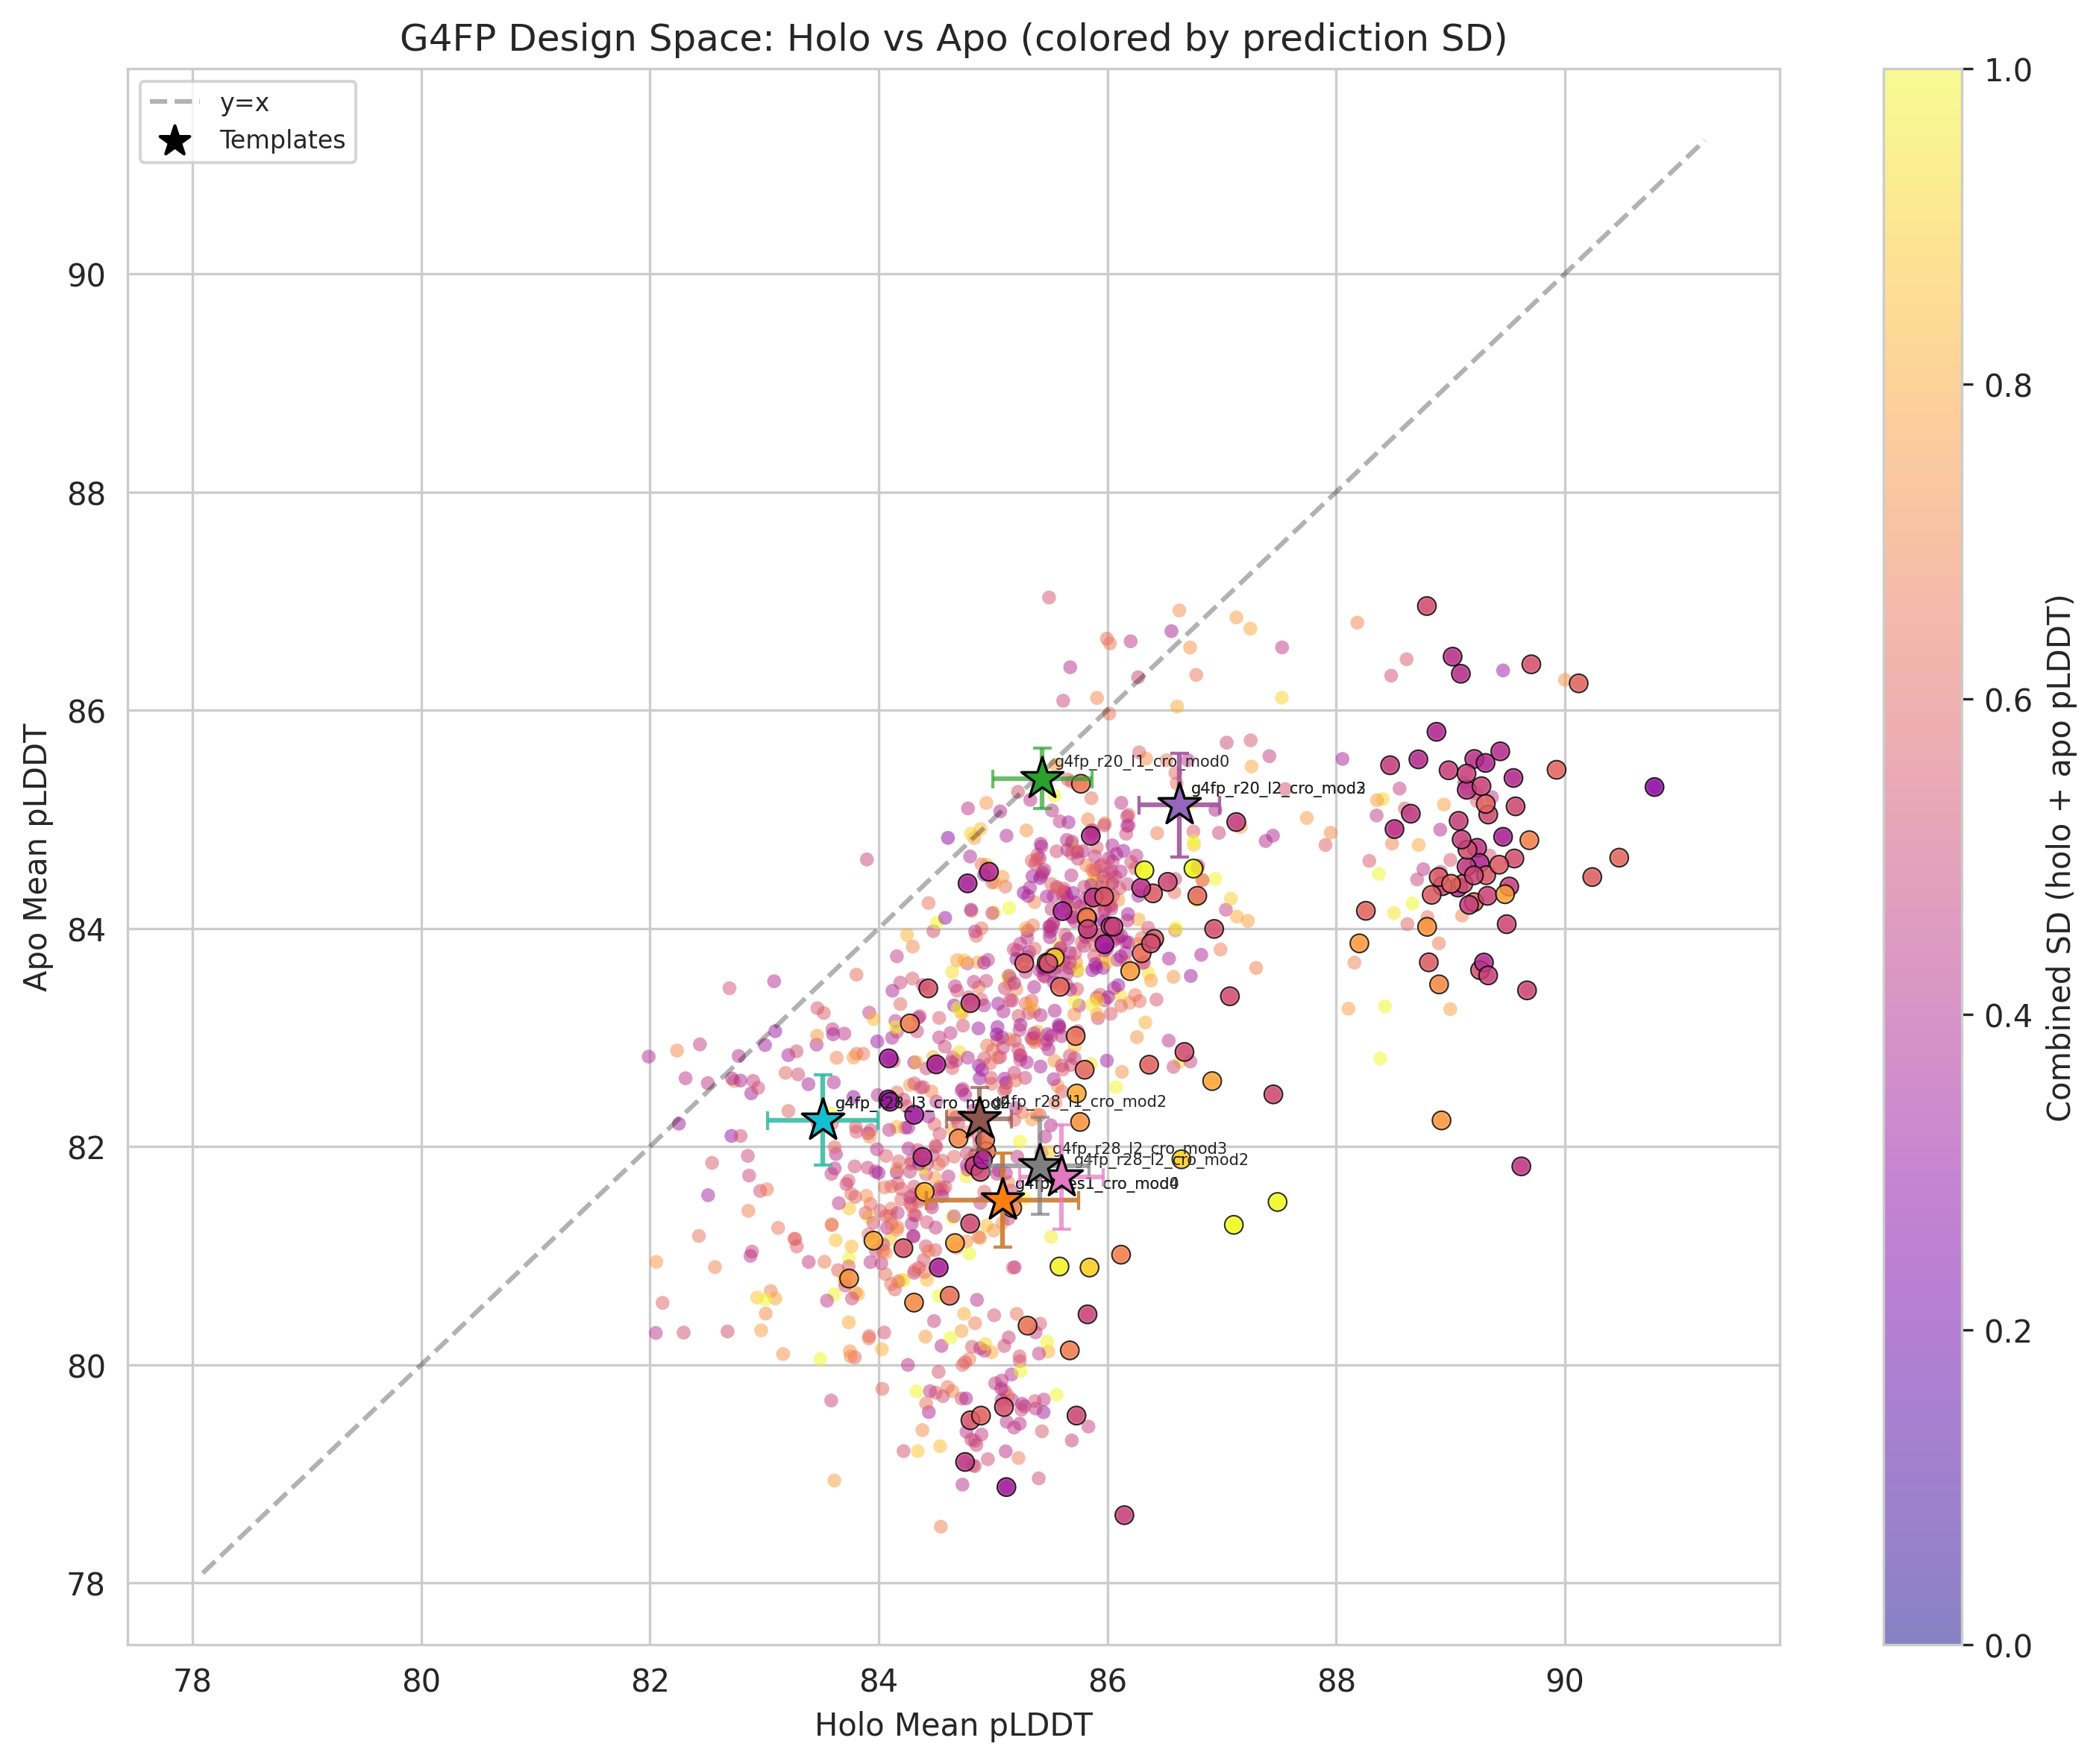 G4FP Design Space: Holo vs Apo (colored by prediction SD)
y=x
Templates
Apo Mean pLDDT
90
88
86
84
82
80
78
g4fp_r20_l1_cro_mod0
g4fp_r28_l1_cro_mod2
g4fp_r28_l2_cro_mod3
g4fp_r28_l2_cro_mod2
78
80
82
84
86
88
90
Holo Mean pLDDT
1.0
0.8
0.6
0.4
0.2
0.0
Combined SD (holo + apo pLDDT)